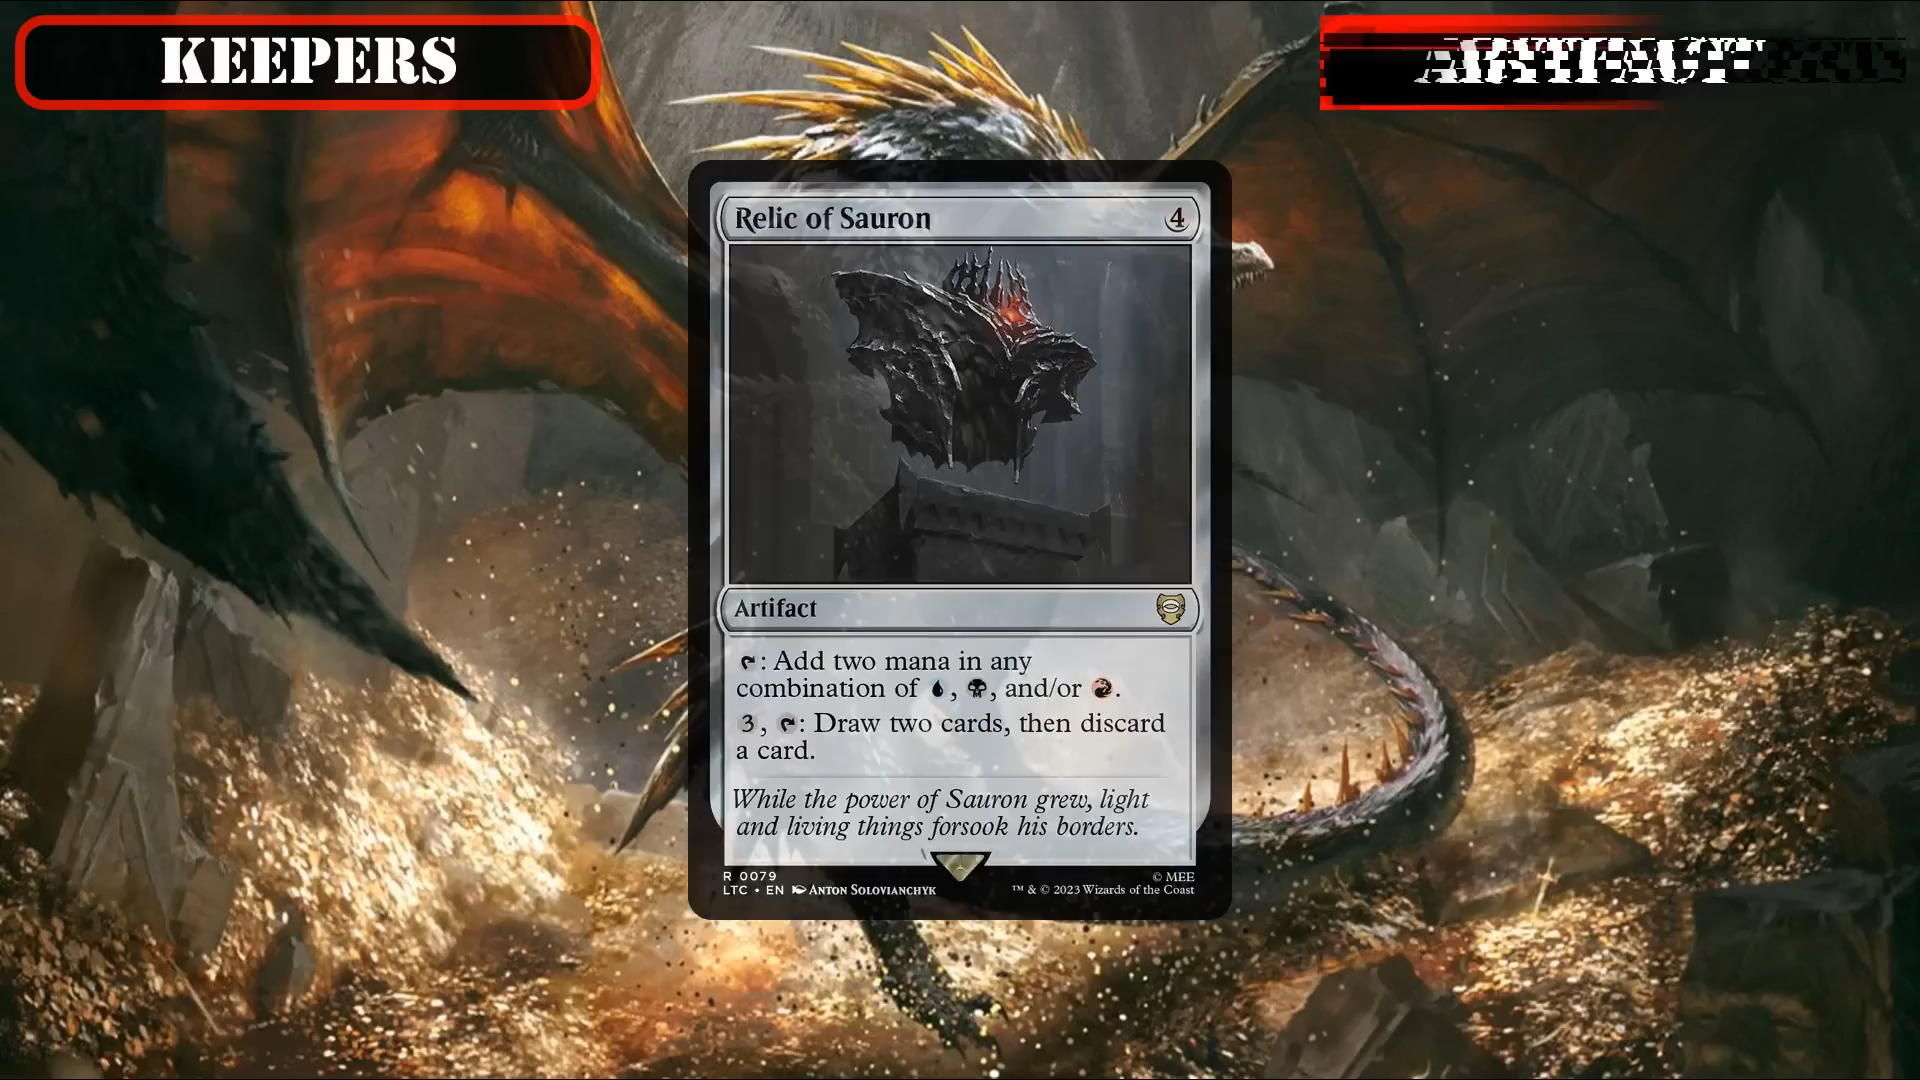 KEEPERS
Relic of Sauron 4
Artifact
: Add two mana in any
combination of , , and/or .
3, : Draw two cards, then discard
a card.
While the power of Sauron grew, light
and living things forsook his borders.
R 0079
LTC • EN Anton Solovianchyk
© MEE
™ & © 2023 Wizards of the Coast